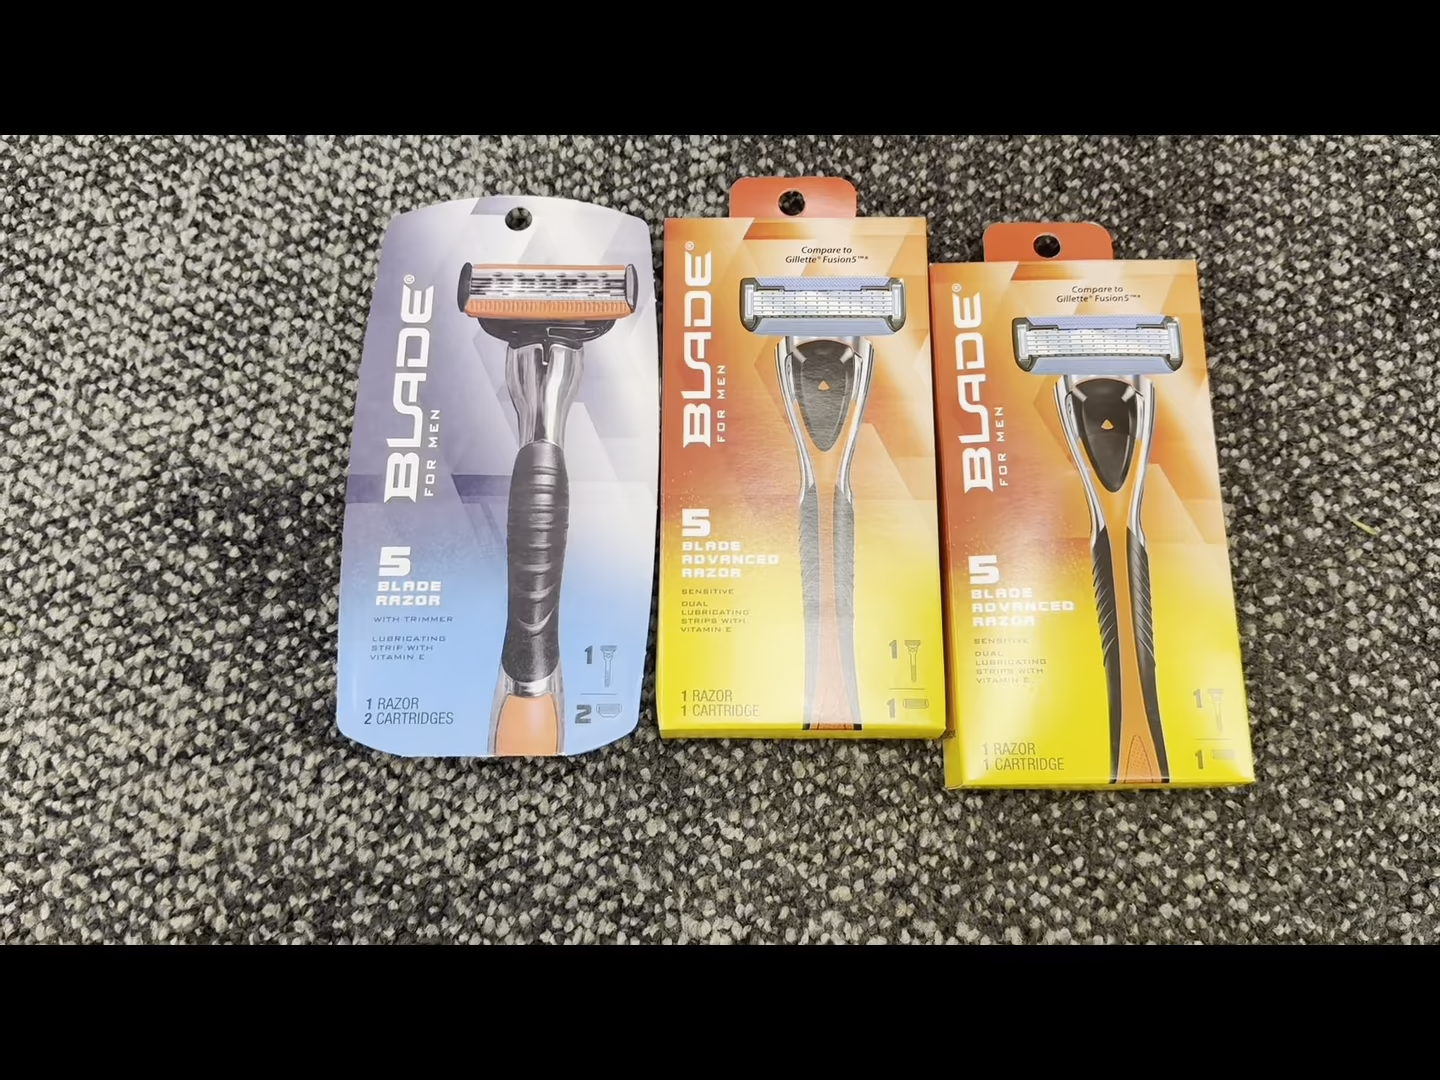 BLADE®
FOR MEN
5
BLADE
RAZOR
WITH TRIMMER
LUBRICATING
STRIP WITH
VITAMIN E
1 RAZOR
2 CARTRIDGES
1
2
Compare to
Gillette® Fusion5™*
BLADE®
FOR MEN
5
BLADE
ADVANCED
RAZOR
SENSITIVE
DUAL
LUBRICATING
STRIPS WITH
VITAMIN E
1 RAZOR
1 CARTRIDGE
1
1
Compare to
Gillette® Fusion5™*
BLADE®
FOR MEN
5
BLADE
ADVANCED
RAZOR
SENSITIVE
DUAL
LUBRICATING
STRIPS WITH
VITAMIN E
1 RAZOR
1 CARTRIDGE
1
1